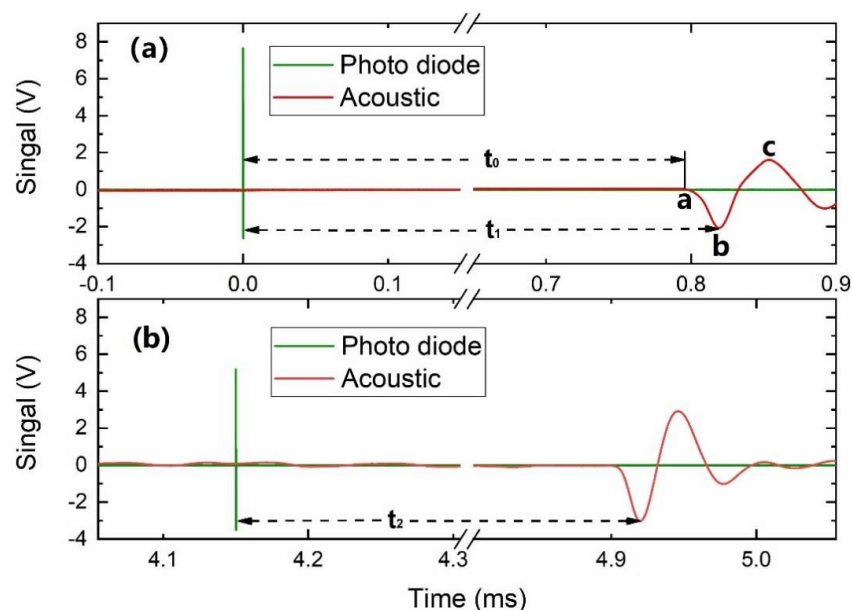 (a)
Photo diode
Acoustic
Singal (V)
8
6
4
2
0
-2
-4
t₀
t₁
a
b
c
-0.1 0.0 0.1 0.7 0.8 0.9
(b)
Photo diode
Acoustic
Singal (V)
8
6
4
2
0
-2
-4
t₂
4.1 4.2 4.3 4.9 5.0
Time (ms)